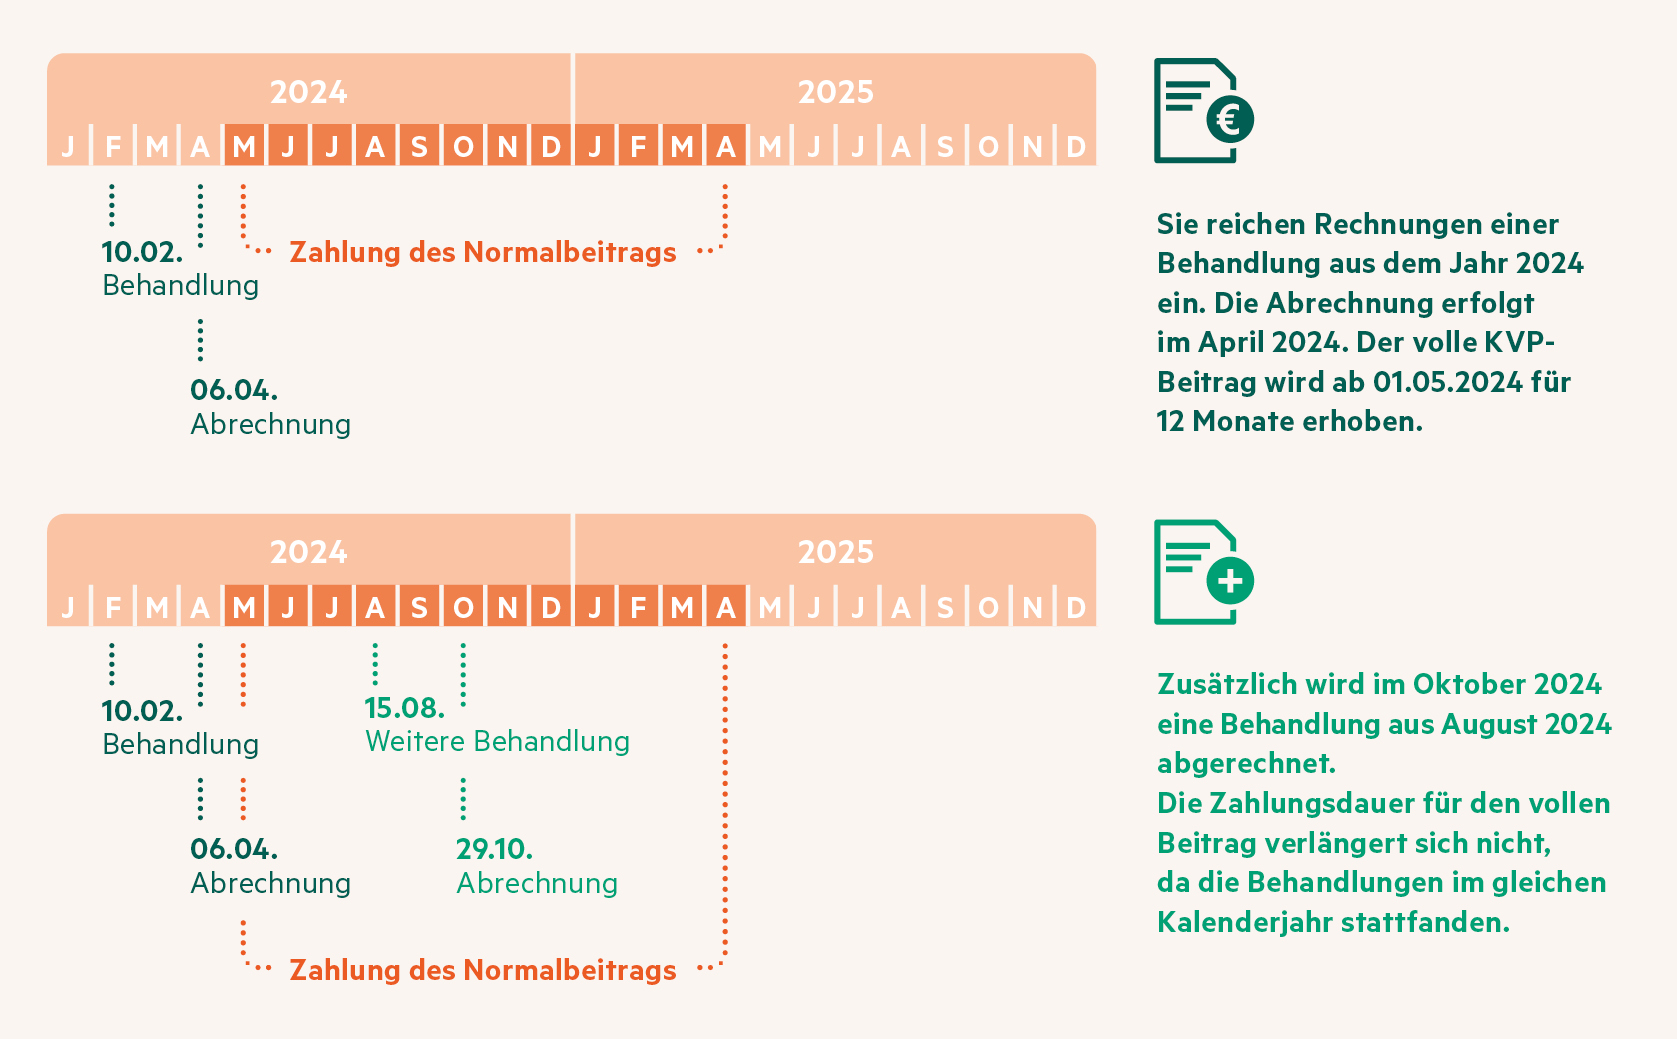 2024 2025
J F M A M J J A S O N D J F M A M J J A S O N D
10.02.
Behandlung
Zahlung des Normalbeitrags
06.04.
Abrechnung
€
Sie reichen Rechnungen einer
Behandlung aus dem Jahr 2024
ein. Die Abrechnung erfolgt
im April 2024. Der volle KVP-
Beitrag wird ab 01.05.2024 für
12 Monate erhoben.
2024 2025
J F M A M J J A S O N D J F M A M J J A S O N D
10.02.
Behandlung
15.08.
Weitere Behandlung
06.04.
Abrechnung
29.10.
Abrechnung
Zahlung des Normalbeitrags
+
Zusätzlich wird im Oktober 2024
eine Behandlung aus August 2024
abgerechnet.
Die Zahlungsdauer für den vollen
Beitrag verlängert sich nicht,
da die Behandlungen im gleichen
Kalenderjahr stattfanden.